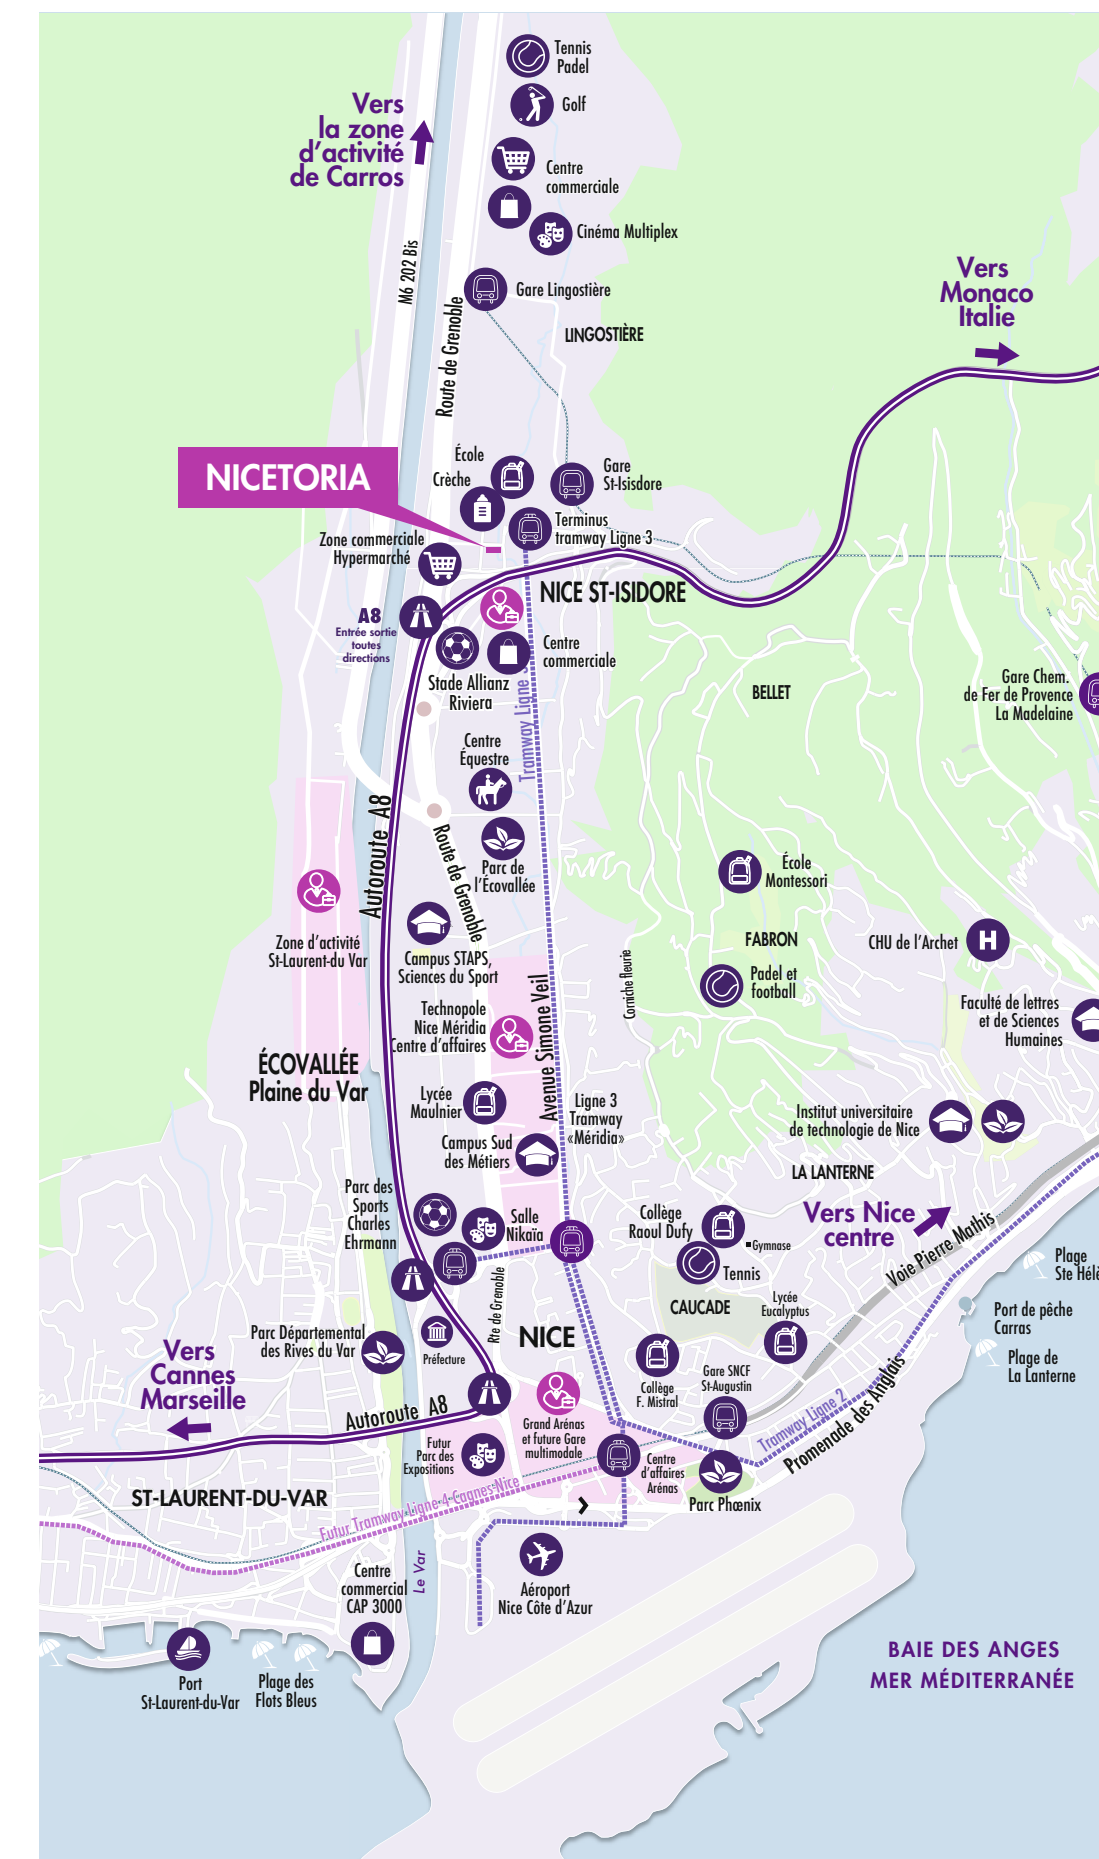 Tennis
Padel
Golf
Vers
la zone
d'activité
de Carros
Centre
commerciale
Cinéma Multiplex
M6 202 Bis
Gare Lingostière
Route de Grenoble
LINGOSTIÈRE
Vers
Monaco
Italie
NICETORIA
École
Crèche
Gare
St-Isisdore
Terminus
tramway Ligne 3
Zone commerciale
Hypermarché
NICE ST-ISIDORE
A8
Entrée sortie
toutes
directions
Centre
commerciale
Stade Allianz
Riviera
Tramway Ligne 3
BELLET
Gare Chem.
de Fer de Provence
La Madelaine
Centre
Équestre
Autoroute A8
Route de Grenoble
Parc de
l'Écovallée
École
Montessori
Zone d'activité
St-Laurent-du Var
Campus STAPS,
Sciences du Sport
FABRON
CHU de l'Archet
H
Padel et
football
Corniche fleurie
Avenue Simone Veil
Technopole
Nice Méridia
Centre d'affaires
Faculté de lettres
et de Sciences
Humaines
ÉCOVALLÉE
Plaine du Var
Lycée
Maulnier
Ligne 3
Tramway
«Méridia»
Institut universitaire
de technologie de Nice
Campus Sud
des Métiers
LA LANTERNE
Parc des
Sports
Charles
Ehrmann
Salle
Nikaïa
Collège
Raoul Dufy
Gymnase
Tennis
Vers Nice
centre
Voie Pierre Mathis
Plage
Ste Hélè
Rte de Grenoble
CAUCADE
Lycée
Eucalyptus
Port de pêche
Carras
Parc Départemental
des Rives du Var
Préfecture
NICE
Plage de
La Lanterne
Vers
Cannes
Marseille
Collège
F. Mistral
Gare SNCF
St-Augustin
Autoroute A8
Grand Arénas
et future Gare
multimodale
Tramway Ligne 2
Promenade des Anglais
Futur
Parc des
Expositions
Centre
d'affaires
Arénas
Parc Phœnix
ST-LAURENT-DU-VAR
Futur Tramway Ligne 4 Cagnes-Nice
Le Var
Centre
commercial
CAP 3000
Aéroport
Nice Côte d'Azur
Port
St-Laurent-du-Var
Plage des
Flots Bleus
BAIE DES ANGES
MER MÉDITERRANÉE